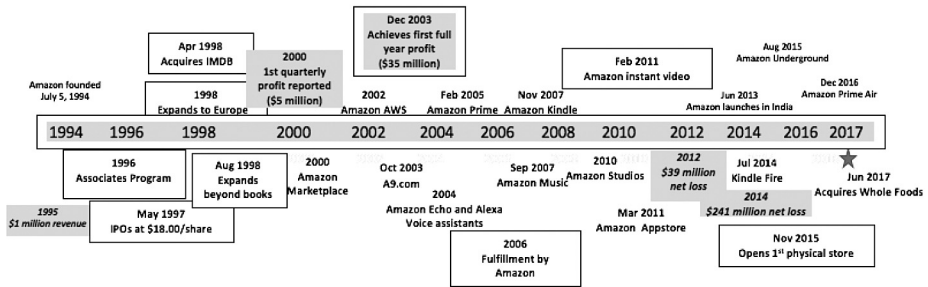 Dec 2003
Achieves first full
year profit
($35 million)
Apr 1998
Acquires IMDB
2000
1st quarterly
profit reported
($5 million)
Feb 2011
Amazon instant video
Aug 2015
Amazon Underground
Amazon founded
July 5, 1994
1998
Expands to Europe
2002
Amazon AWS
Feb 2005
Amazon Prime
Nov 2007
Amazon Kindle
Jun 2013
Amazon launches in India
Dec 2016
Amazon Prime Air
1994 1996 1998 2000 2002 2004 2006 2008 2010 2012 2014 2016 2017
1996
Associates Program
Aug 1998
Expands
beyond books
2000
Amazon
Marketplace
Oct 2003
A9.com
Sep 2007
Amazon Music
2010
Amazon Studios
2012
$39 million
net loss
Jul 2014
Kindle Fire
Jun 2017
Acquires Whole Foods
1995
$1 million revenue
May 1997
IPOs at $18.00/share
2004
Amazon Echo and Alexa
Voice assistants
Mar 2011
Amazon Appstore
2014
$241 million net loss
2006
Fulfillment by
Amazon
Nov 2015
Opens 1st physical store